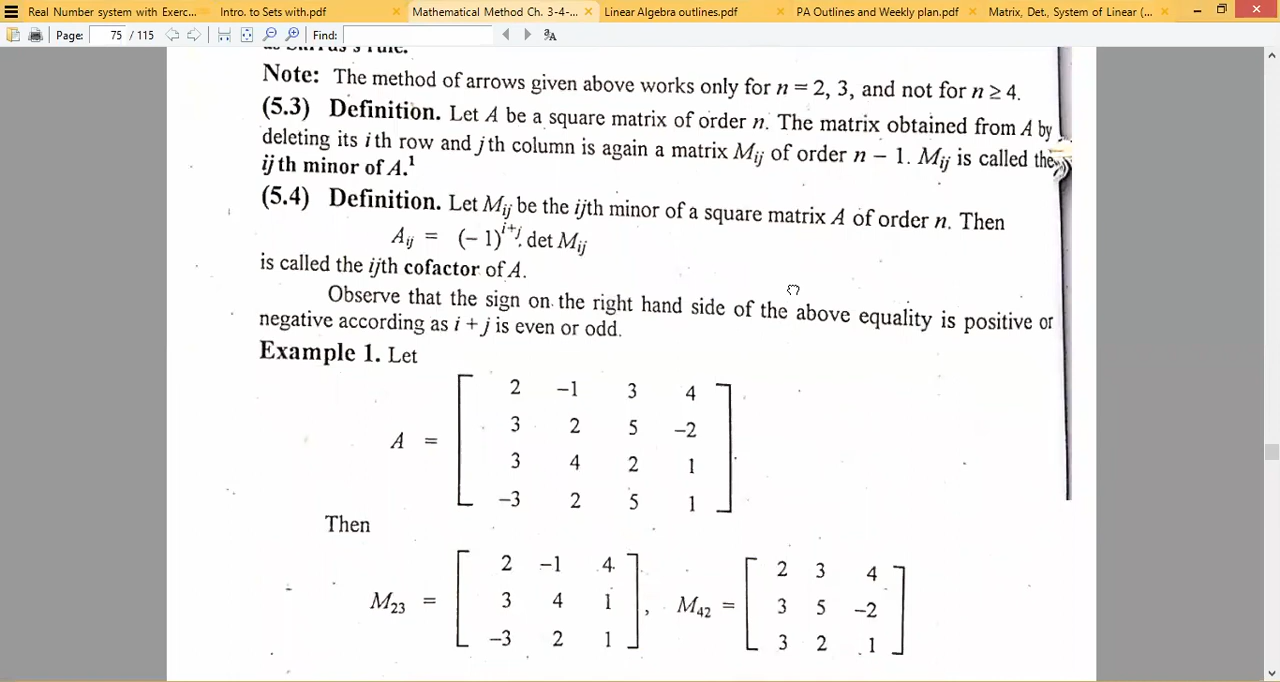 Real Number system with Exerc... Intro. to Sets with.pdf Mathematical Method Ch. 3-4-... Linear Algebra outlines.pdf PA Outlines and Weekly plan.pdf Matrix, Det., System of Linear (...
Page: 75 / 115 Find:
Note: The method of arrows given above works only for n = 2, 3, and not for n ≥ 4.
(5.3) Definition. Let A be a square matrix of order n. The matrix obtained from A by
deleting its i th row and j th column is again a matrix Mij of order n − 1. Mij is called the
ij th minor of A.¹
(5.4) Definition. Let Mij be the ijth minor of a square matrix A of order n. Then
Aij = (− 1)^i+j. det Mij
is called the ijth cofactor of A.
Observe that the sign on the right hand side of the above equality is positive or
negative according as i + j is even or odd.
Example 1. Let
2 −1 3 4
3 2 5 −2
A =
3 4 2 1
−3 2 5 1
Then
2 −1 4 2 3 4
M23 = 3 4 1 , M42 = 3 5 −2
−3 2 1 3 2 1